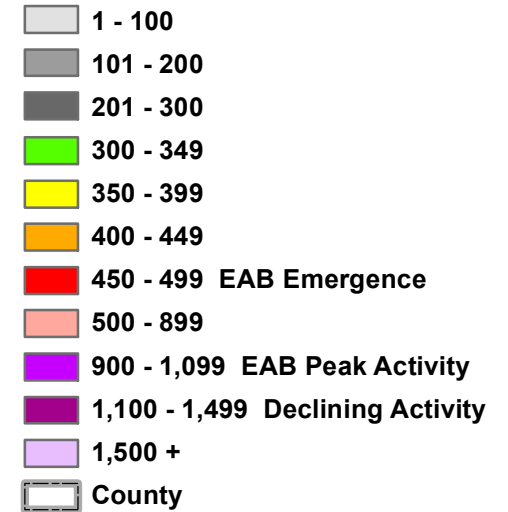 1 - 100
101 - 200
201 - 300
300 - 349
350 - 399
400 - 449
450 - 499  EAB Emergence
500 - 899
900 - 1,099  EAB Peak Activity
1,100 - 1,499  Declining Activity
1,500 +
County